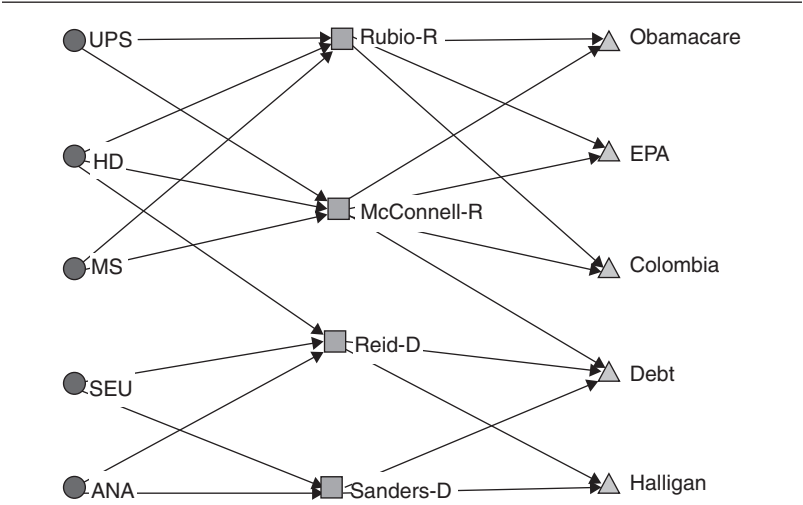 UPS
Rubio-R
Obamacare
HD
EPA
McConnell-R
MS
Colombia
Reid-D
Debt
SEU
ANA
Sanders-D
Halligan